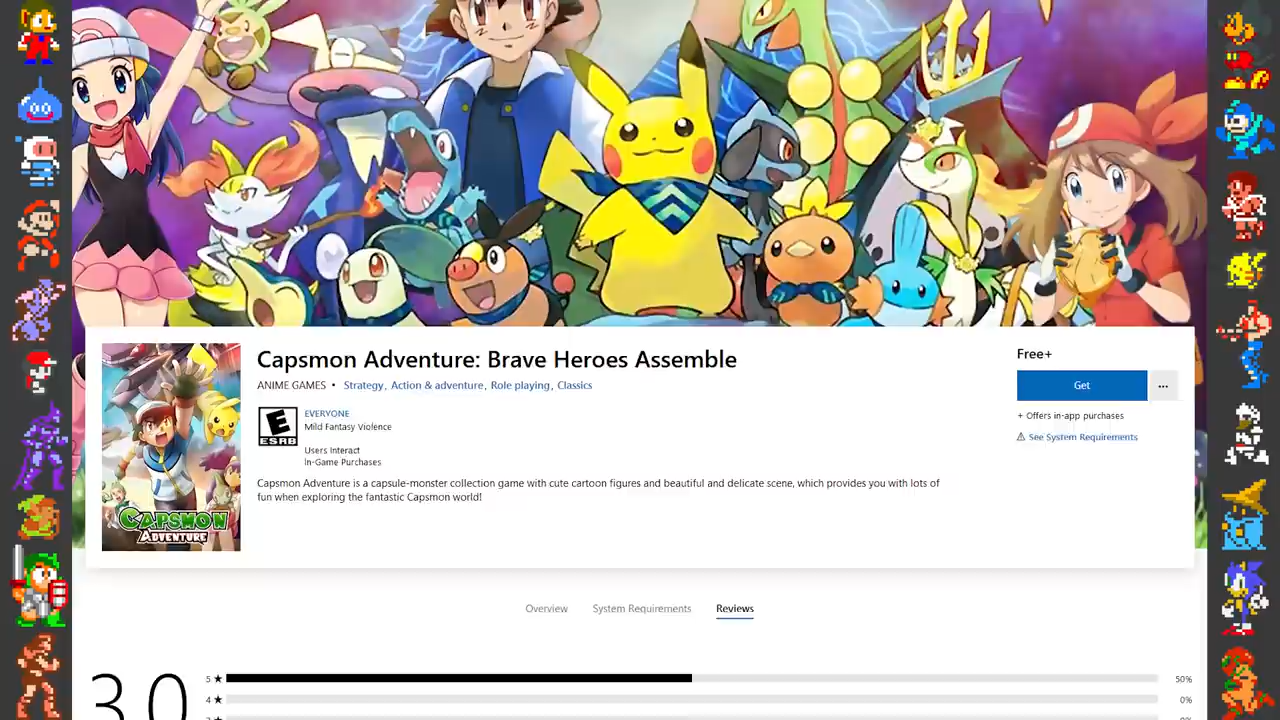 Capsmon Adventure: Brave Heroes Assemble
ANIME GAMES • Strategy, Action & adventure, Role playing, Classics
E
ESRB
EVERYONE
Mild Fantasy Violence
Users Interact
In-Game Purchases
Capsmon Adventure is a capsule-monster collection game with cute cartoon figures and beautiful and delicate scene, which provides you with lots of
fun when exploring the fantastic Capsmon world!
Free+
Get
...
+ Offers in-app purchases
⚠ See System Requirements
CAPSMON
ADVENTURE
Overview System Requirements Reviews
3.0
5 ★ 50%
4 ★ 0%